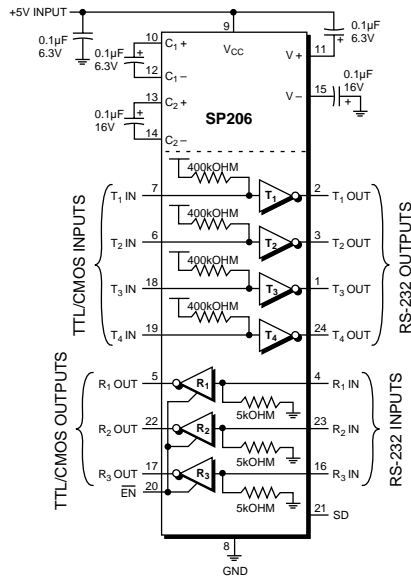 +5V INPUT
0.1µF
6.3V
9
VCC
0.1µF
6.3V
10
C1 +
0.1µF
6.3V
12
C1 –
V +
11
13
C2 +
0.1µF
16V
14
C2 –
V –
15
0.1µF
16V
SP206
TTL/CMOS INPUTS
RS-232 OUTPUTS
400kOHM
T1 IN
7
T1
2
T1 OUT
400kOHM
T2 IN
6
T2
3
T2 OUT
400kOHM
T3 IN
18
T3
1
T3 OUT
400kOHM
T4 IN
19
T4
24
T4 OUT
TTL/CMOS OUTPUTS
RS-232 INPUTS
R1 OUT
5
R1
4
R1 IN
5kOHM
R2 OUT
22
R2
23
R2 IN
5kOHM
R3 OUT
17
R3
16
R3 IN
5kOHM
EN
20
21
SD
8
GND